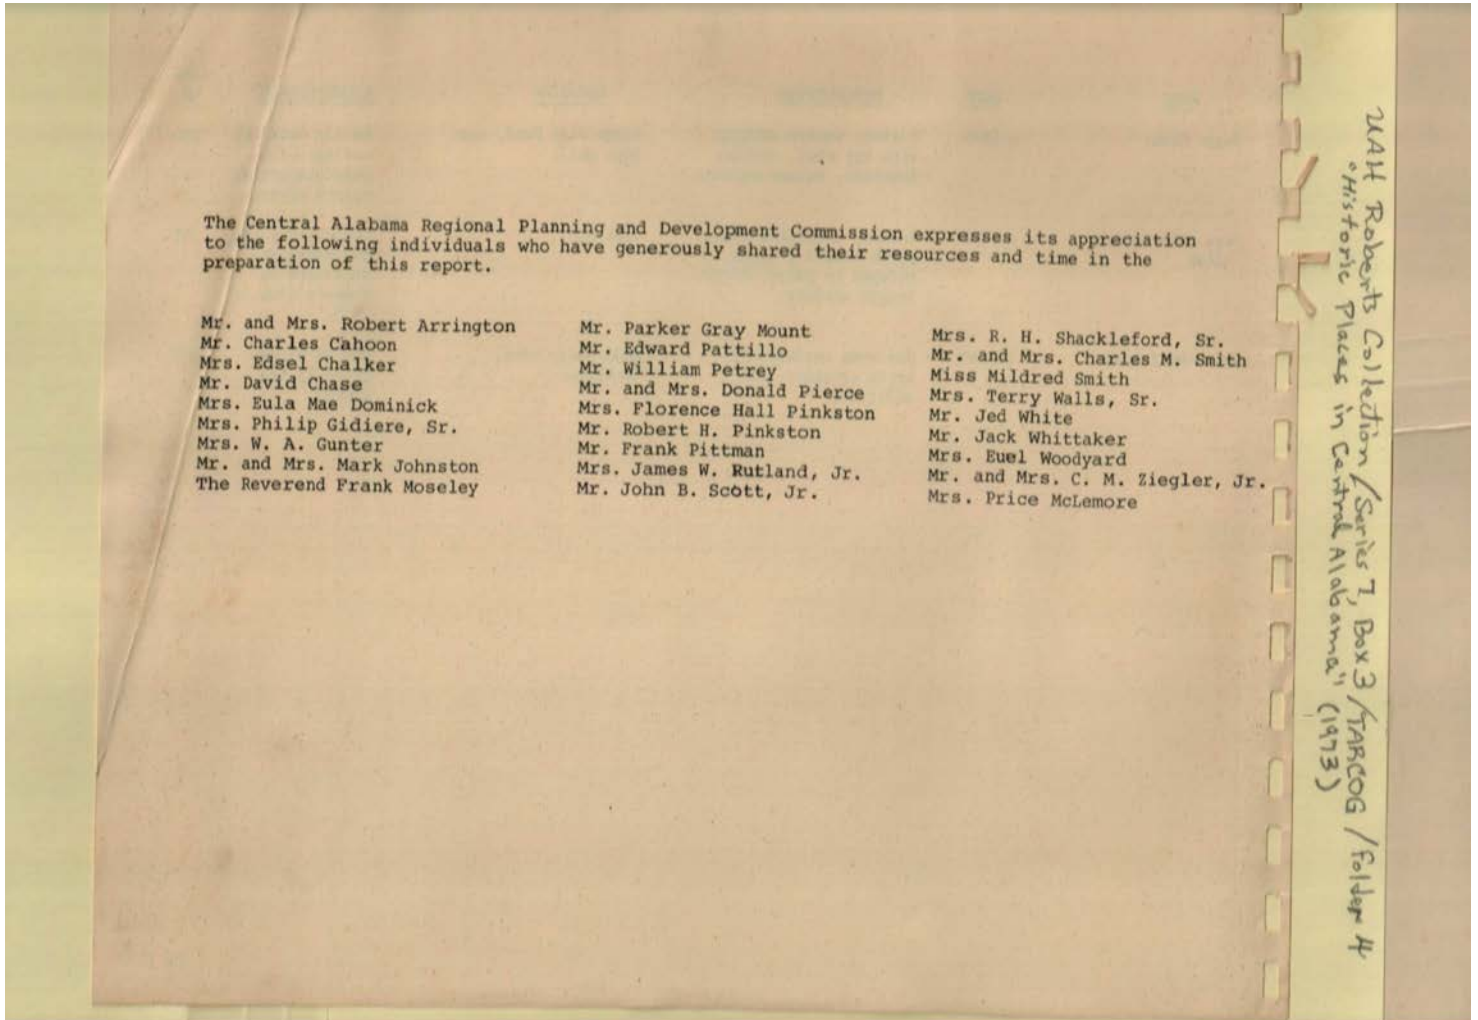 The Central Alabama Regional Planning and Development Commission expresses its appreciation
to the following individuals who have generously shared their resources and time in the
preparation of this report.
Mr. and Mrs. Robert Arrington
Mr. Charles Cahoon
Mrs. Edsel Chalker
Mr. David Chase
Mrs. Eula Mae Dominick
Mrs. Philip Gidiere, Sr.
Mrs. W. A. Gunter
Mr. and Mrs. Mark Johnston
The Reverend Frank Moseley
Mr. Parker Gray Mount
Mr. Edward Pattillo
Mr. William Petrey
Mr. and Mrs. Donald Pierce
Mrs. Florence Hall Pinkston
Mr. Robert H. Pinkston
Mr. Frank Pittman
Mrs. James W. Rutland, Jr.
Mr. John B. Scott, Jr.
Mrs. R. H. Shackleford, Sr.
Mr. and Mrs. Charles M. Smith
Miss Mildred Smith
Mrs. Terry Walls, Sr.
Mr. Jed White
Mr. Jack Whittaker
Mrs. Euel Woodyard
Mr. and Mrs. C. M. Ziegler, Jr.
Mrs. Price McLemore
UAH Roberts Collection/Series 7, Box 3/TARCOG/Folder 4
"Historic Places in Central Alabama" (1973)